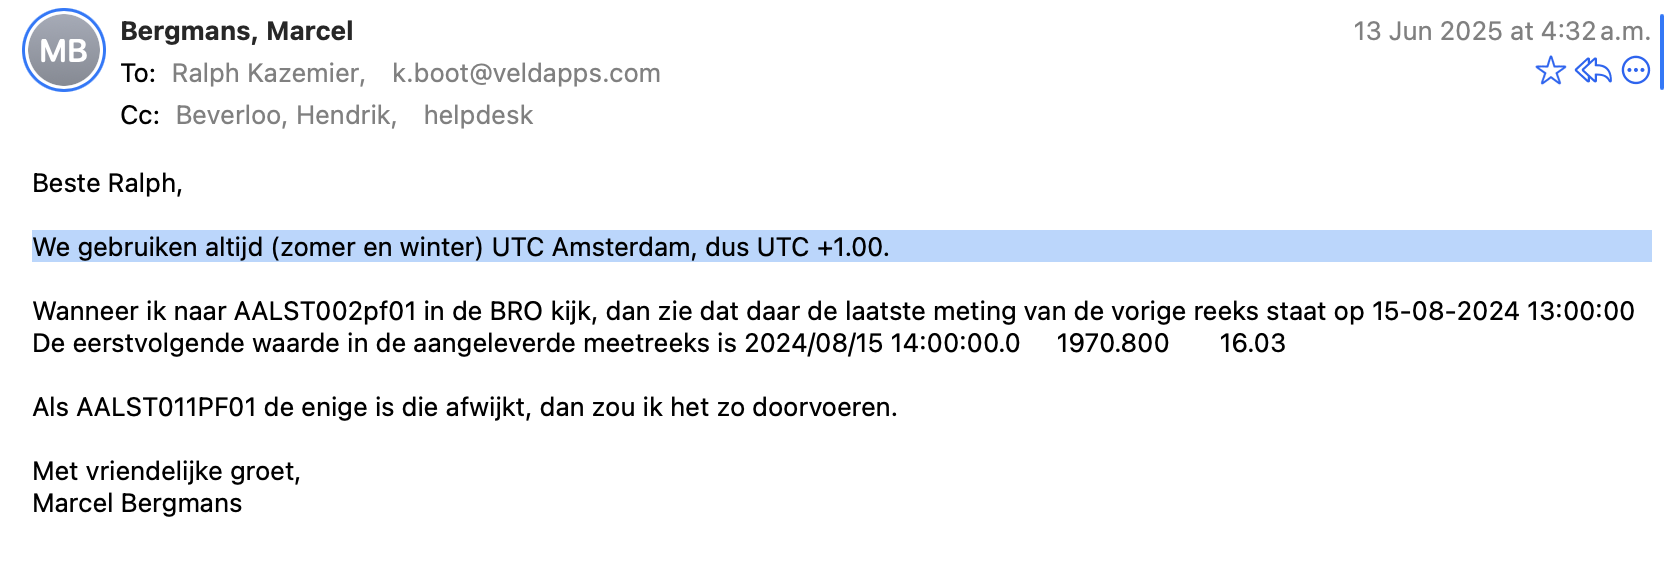 MB
Bergmans, Marcel
13 Jun 2025 at 4:32 a.m.
To: Ralph Kazemier, k.boot@veldapps.com
Cc: Beverloo, Hendrik, helpdesk
Beste Ralph,
We gebruiken altijd (zomer en winter) UTC Amsterdam, dus UTC +1.00.
Wanneer ik naar AALST002pf01 in de BRO kijk, dan zie dat daar de laatste meting van de vorige reeks staat op 15-08-2024 13:00:00
De eerstvolgende waarde in de aangeleverde meetreeks is 2024/08/15 14:00:00.0 1970.800 16.03
Als AALST011PF01 de enige is die afwijkt, dan zou ik het zo doorvoeren.
Met vriendelijke groet,
Marcel Bergmans